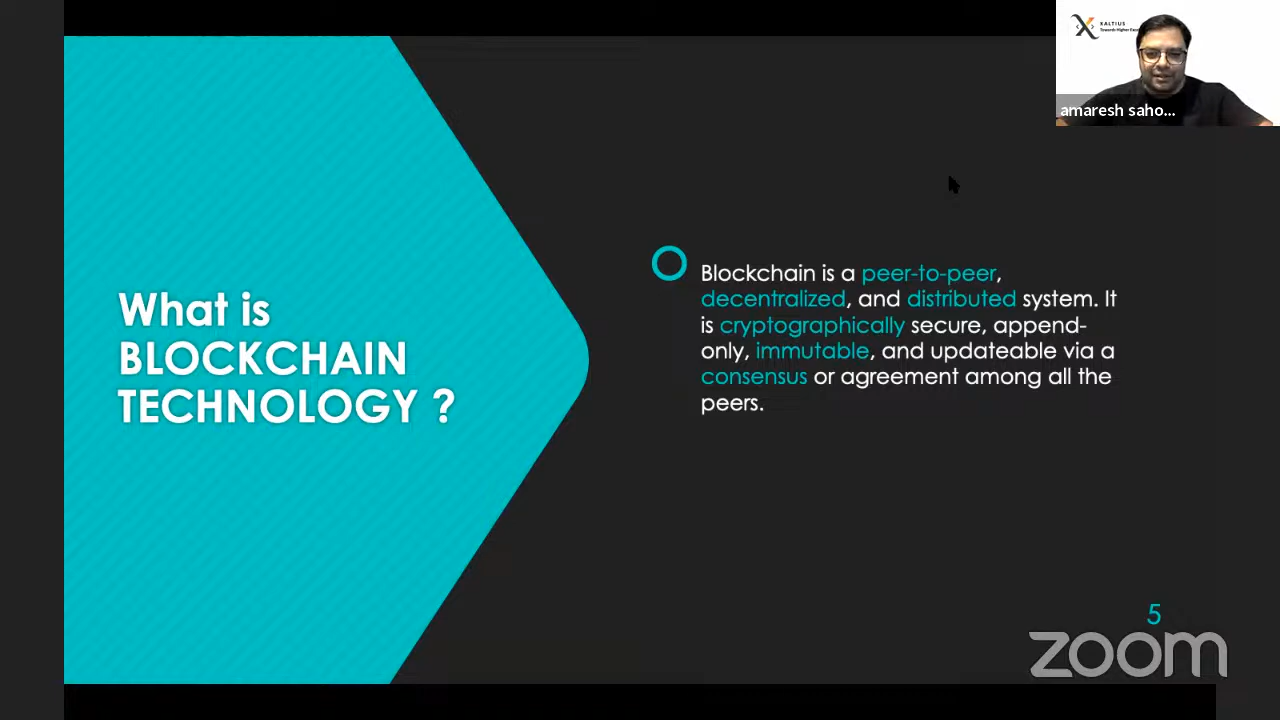 XALTIUS
What is
BLOCKCHAIN
TECHNOLOGY ?
Blockchain is a peer-to-peer,
decentralized, and distributed system. It
is cryptographically secure, append-
only, immutable, and updateable via a
consensus or agreement among all the
peers.
amaresh saho...
5
zoom